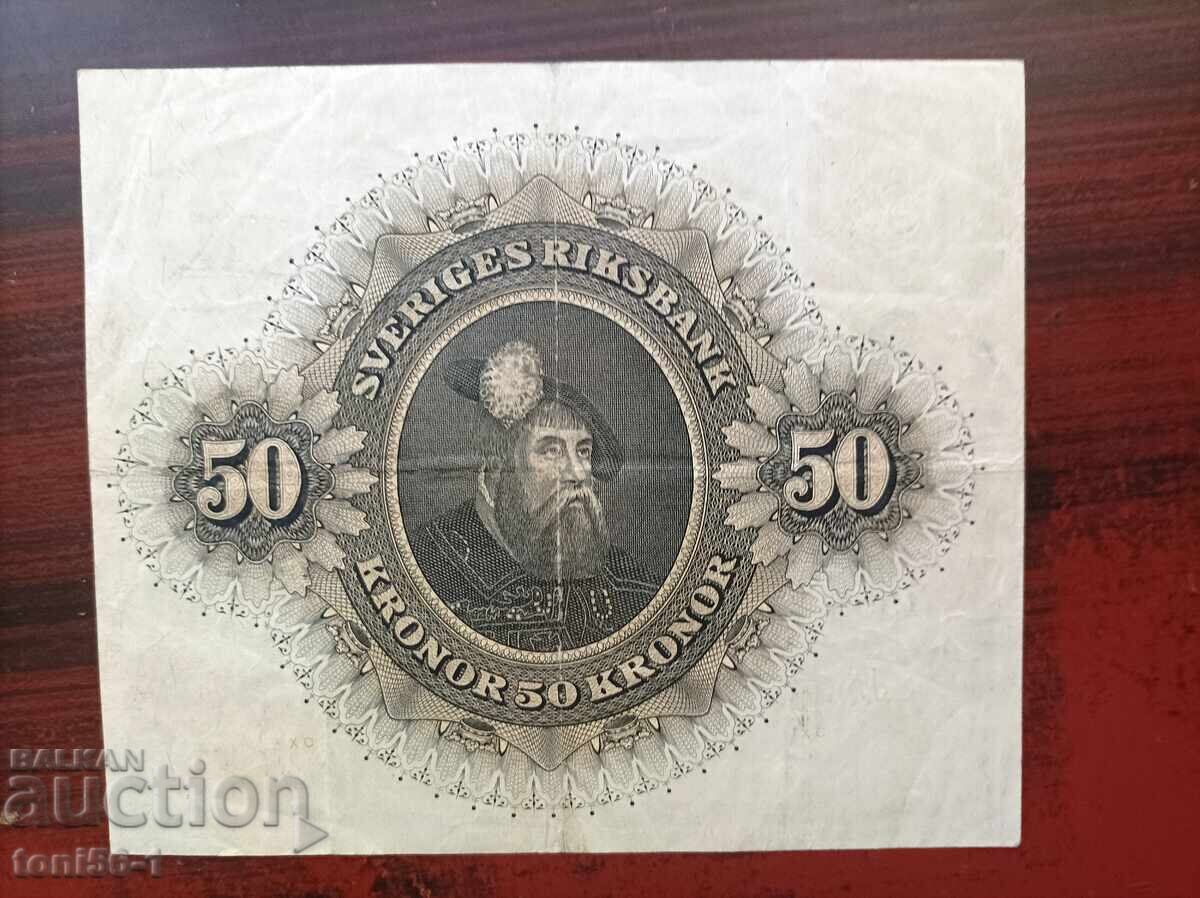 SVERIGES RIKSBANK
50
50
KRONOR 50 KRONOR
BALKAN
auction
toni56-1